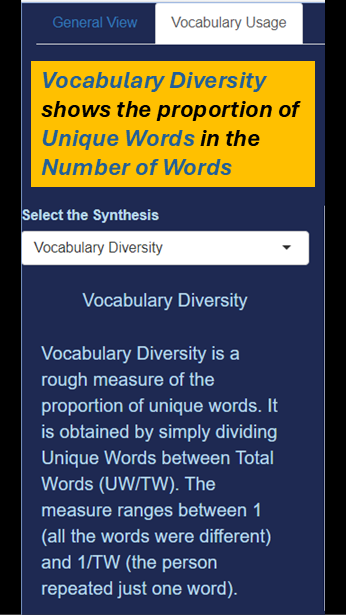 General View Vocabulary Usage
Vocabulary Diversity
shows the proportion of
Unique Words in the
Number of Words
Select the Synthesis
Vocabulary Diversity
Vocabulary Diversity
Vocabulary Diversity is a
rough measure of the
proportion of unique words. It
is obtained by simply dividing
Unique Words between Total
Words (UW/TW). The
measure ranges between 1
(all the words were different)
and 1/TW (the person
repeated just one word).